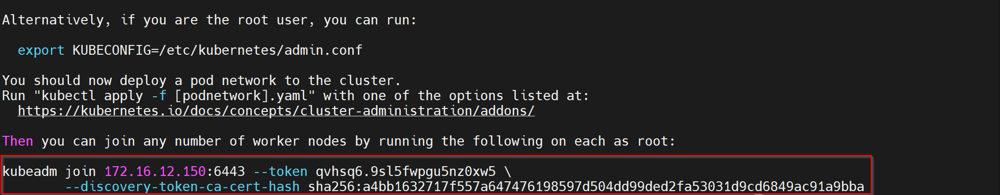 Alternatively, if you are the root user, you can run:
export KUBECONFIG=/etc/kubernetes/admin.conf
You should now deploy a pod network to the cluster.
Run "kubectl apply -f [podnetwork].yaml" with one of the options listed at:
https://kubernetes.io/docs/concepts/cluster-administration/addons/
Then you can join any number of worker nodes by running the following on each as root:
kubeadm join 172.16.12.150:6443 --token qvhsq6.9sl5fwpgu5nz0xw5 \
--discovery-token-ca-cert-hash sha256:a4bb1632717f557a647476198597d504dd99ded2fa53031d9cd6849ac91a9bba